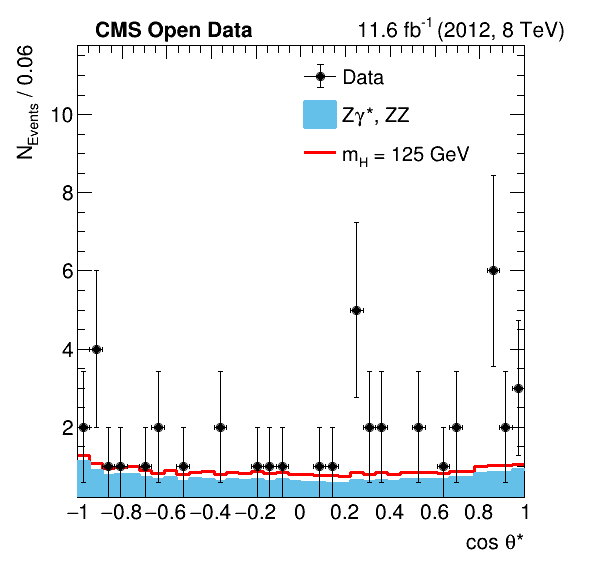 CMS Open Data 11.6 fb⁻¹ (2012, 8 TeV)
N_Events / 0.06
Data
Zγ*, ZZ
m_H = 125 GeV
10
8
6
4
2
−1 −0.8 −0.6 −0.4 −0.2 0 0.2 0.4 0.6 0.8 1
cos θ*